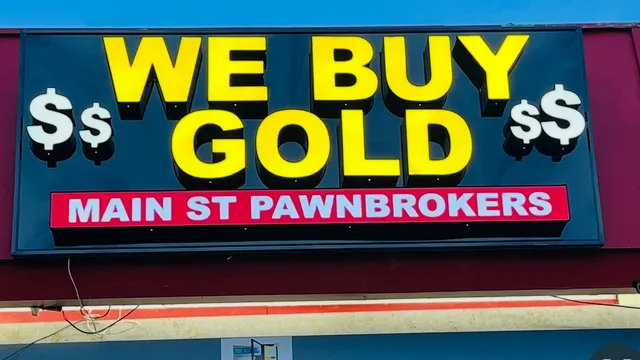 WE BUY
$$ GOLD $$
MAIN ST PAWNBROKERS